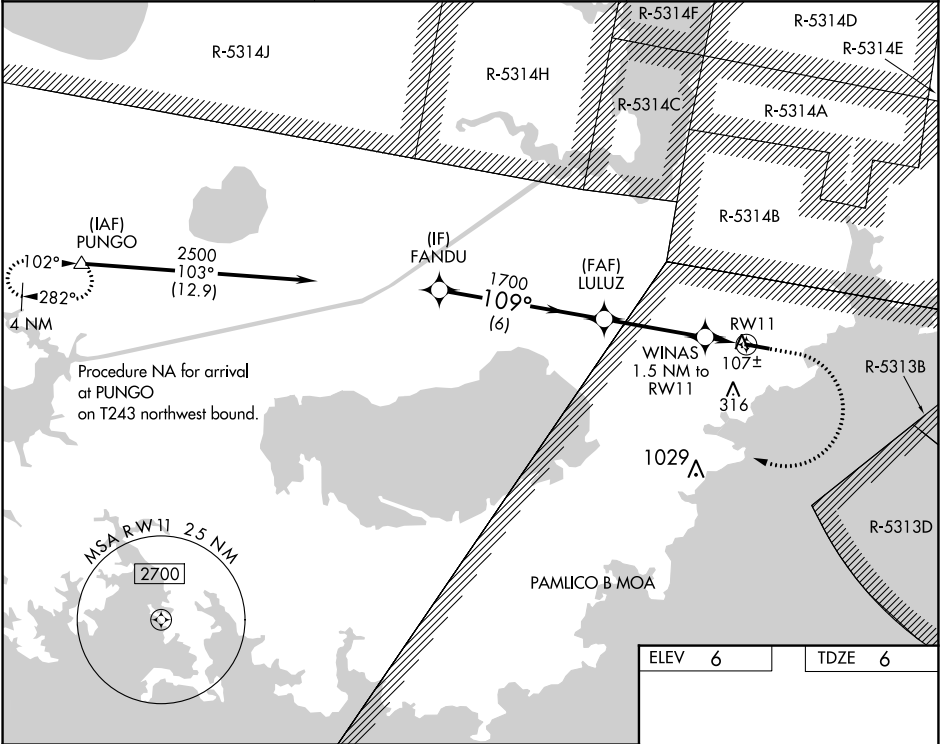 R-5314F
R-5314D
R-5314J
R-5314E
R-5314H
R-5314C
R-5314A
R-5314B
(IAF)
PUNGO
2500
103°
(12.9)
102°
282°
4 NM
(IF)
FANDU
1700
109°
(6)
(FAF)
LULUZ
RW11
107±
WINAS
1.5 NM to
RW11
316
1029
R-5313B
R-5313D
Procedure NA for arrival
at PUNGO
on T243 northwest bound.
MSA RW11 25 NM
2700
PAMLICO B MOA
ELEV 6
TDZE 6